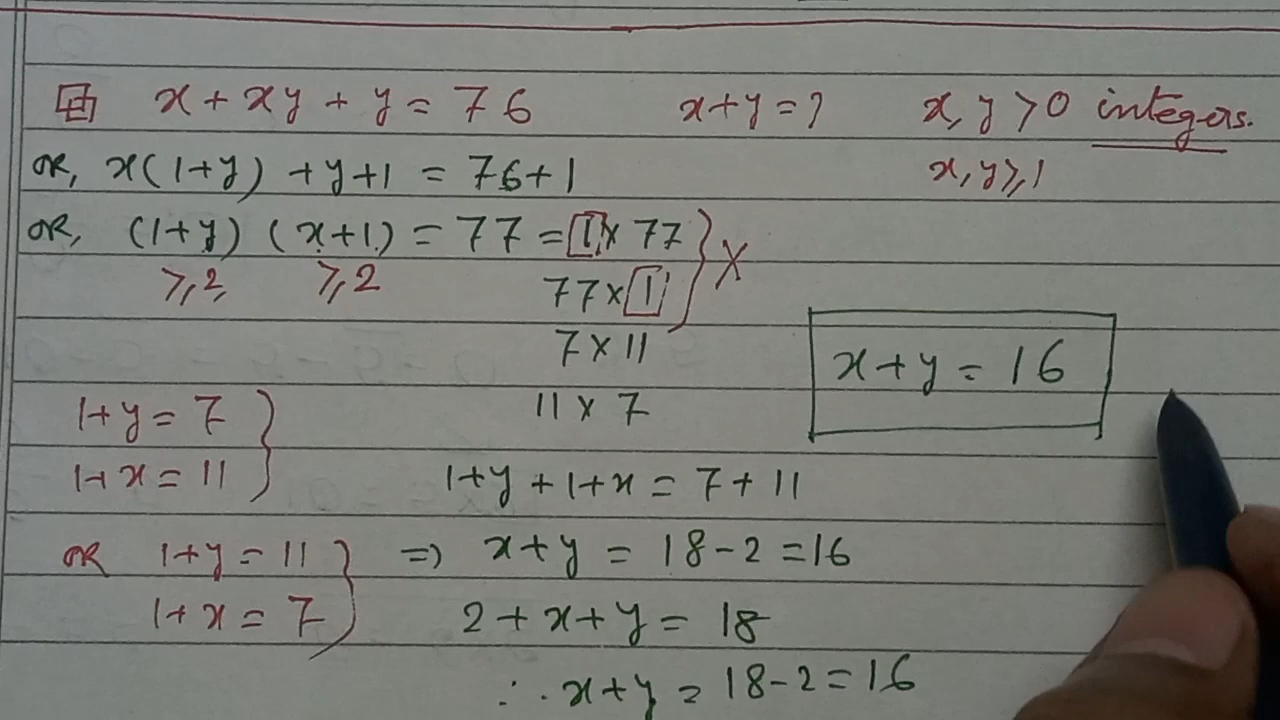 x + xy + y = 76 x+y=? x, y > 0 integers.
OR, x(1+y) + y+1 = 76+1 x, y ≥ 1
OR, (1+y) (x+1) = 77 = 1 × 77 } X
≥2, ≥2 77 × 1
7 × 11
x+y = 16
11 × 7
1+y = 7 }
1+x = 11
1+y + 1+x = 7 + 11
OR 1+y = 11 } ⇒ x+y = 18-2 = 16
1+x = 7 2 + x + y = 18
∴ x+y = 18-2 = 16